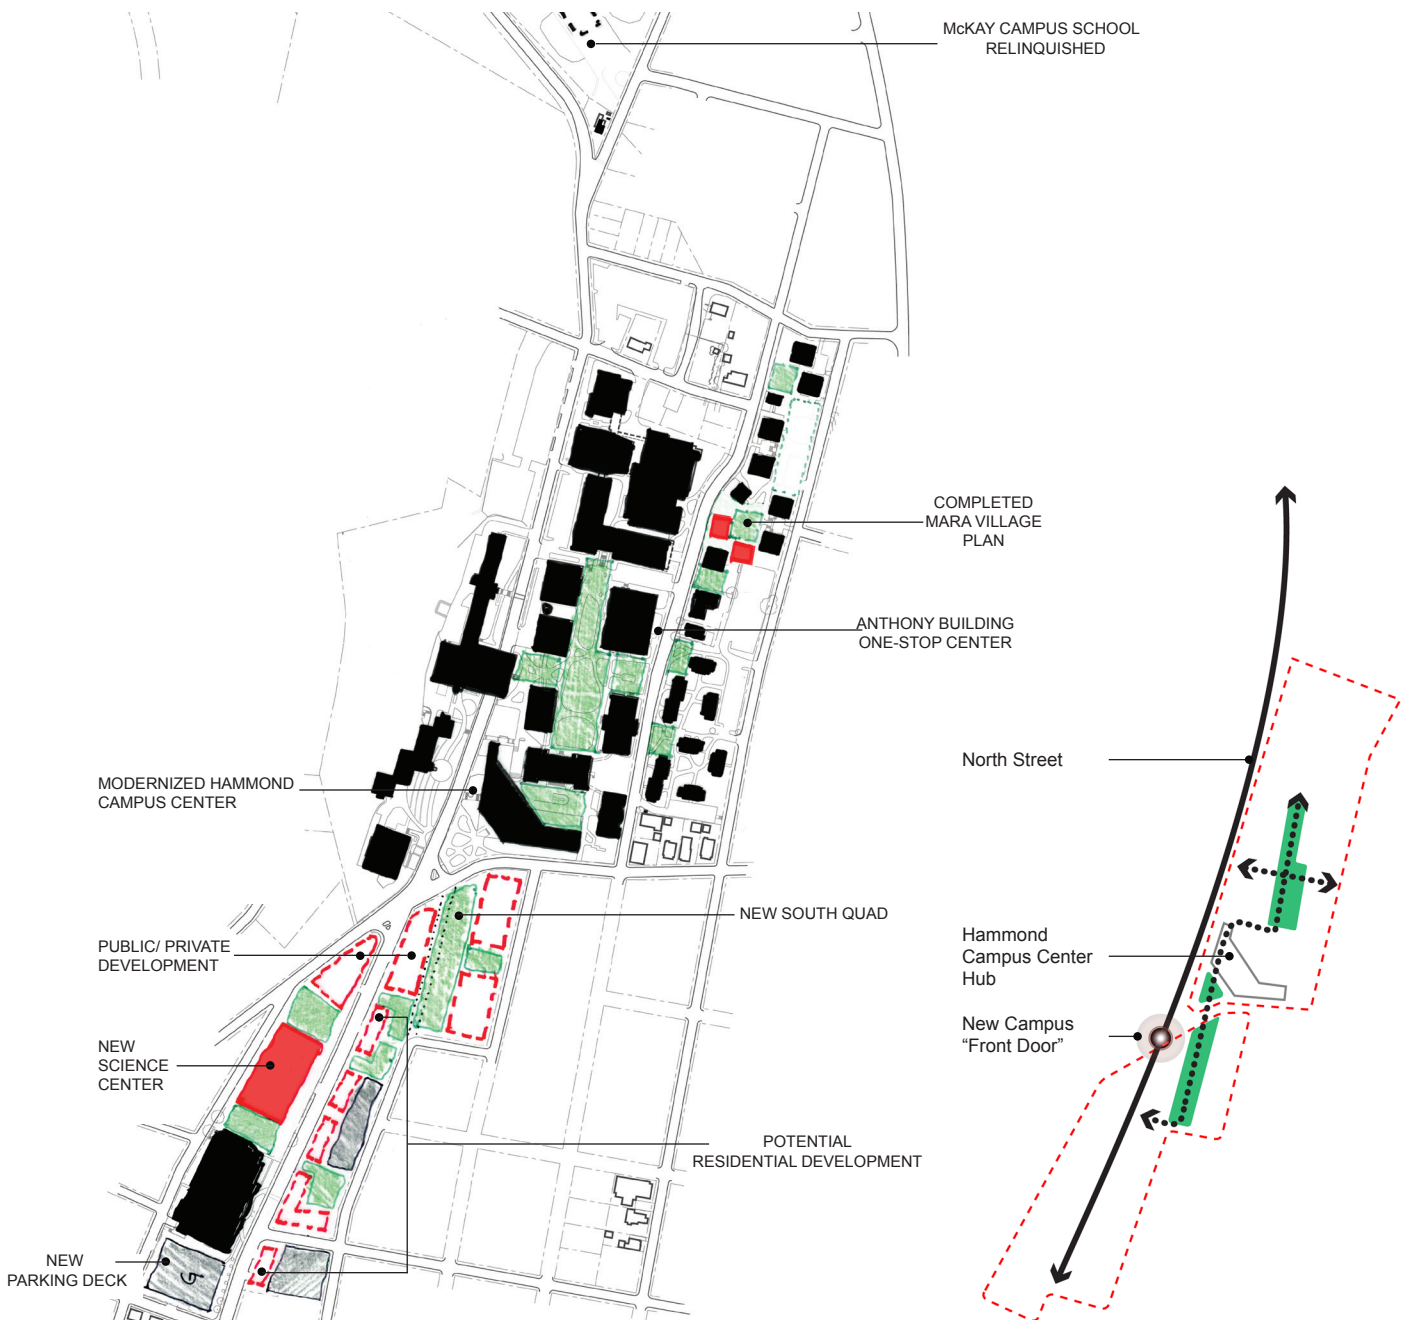 McKAY CAMPUS SCHOOL
RELINQUISHED
COMPLETED
MARA VILLAGE
PLAN
ANTHONY BUILDING
ONE-STOP CENTER
MODERNIZED HAMMOND
CAMPUS CENTER
NEW SOUTH QUAD
PUBLIC/ PRIVATE
DEVELOPMENT
NEW
SCIENCE
CENTER
POTENTIAL
RESIDENTIAL DEVELOPMENT
NEW
PARKING DECK
G
North Street
Hammond
Campus Center
Hub
New Campus
“Front Door”